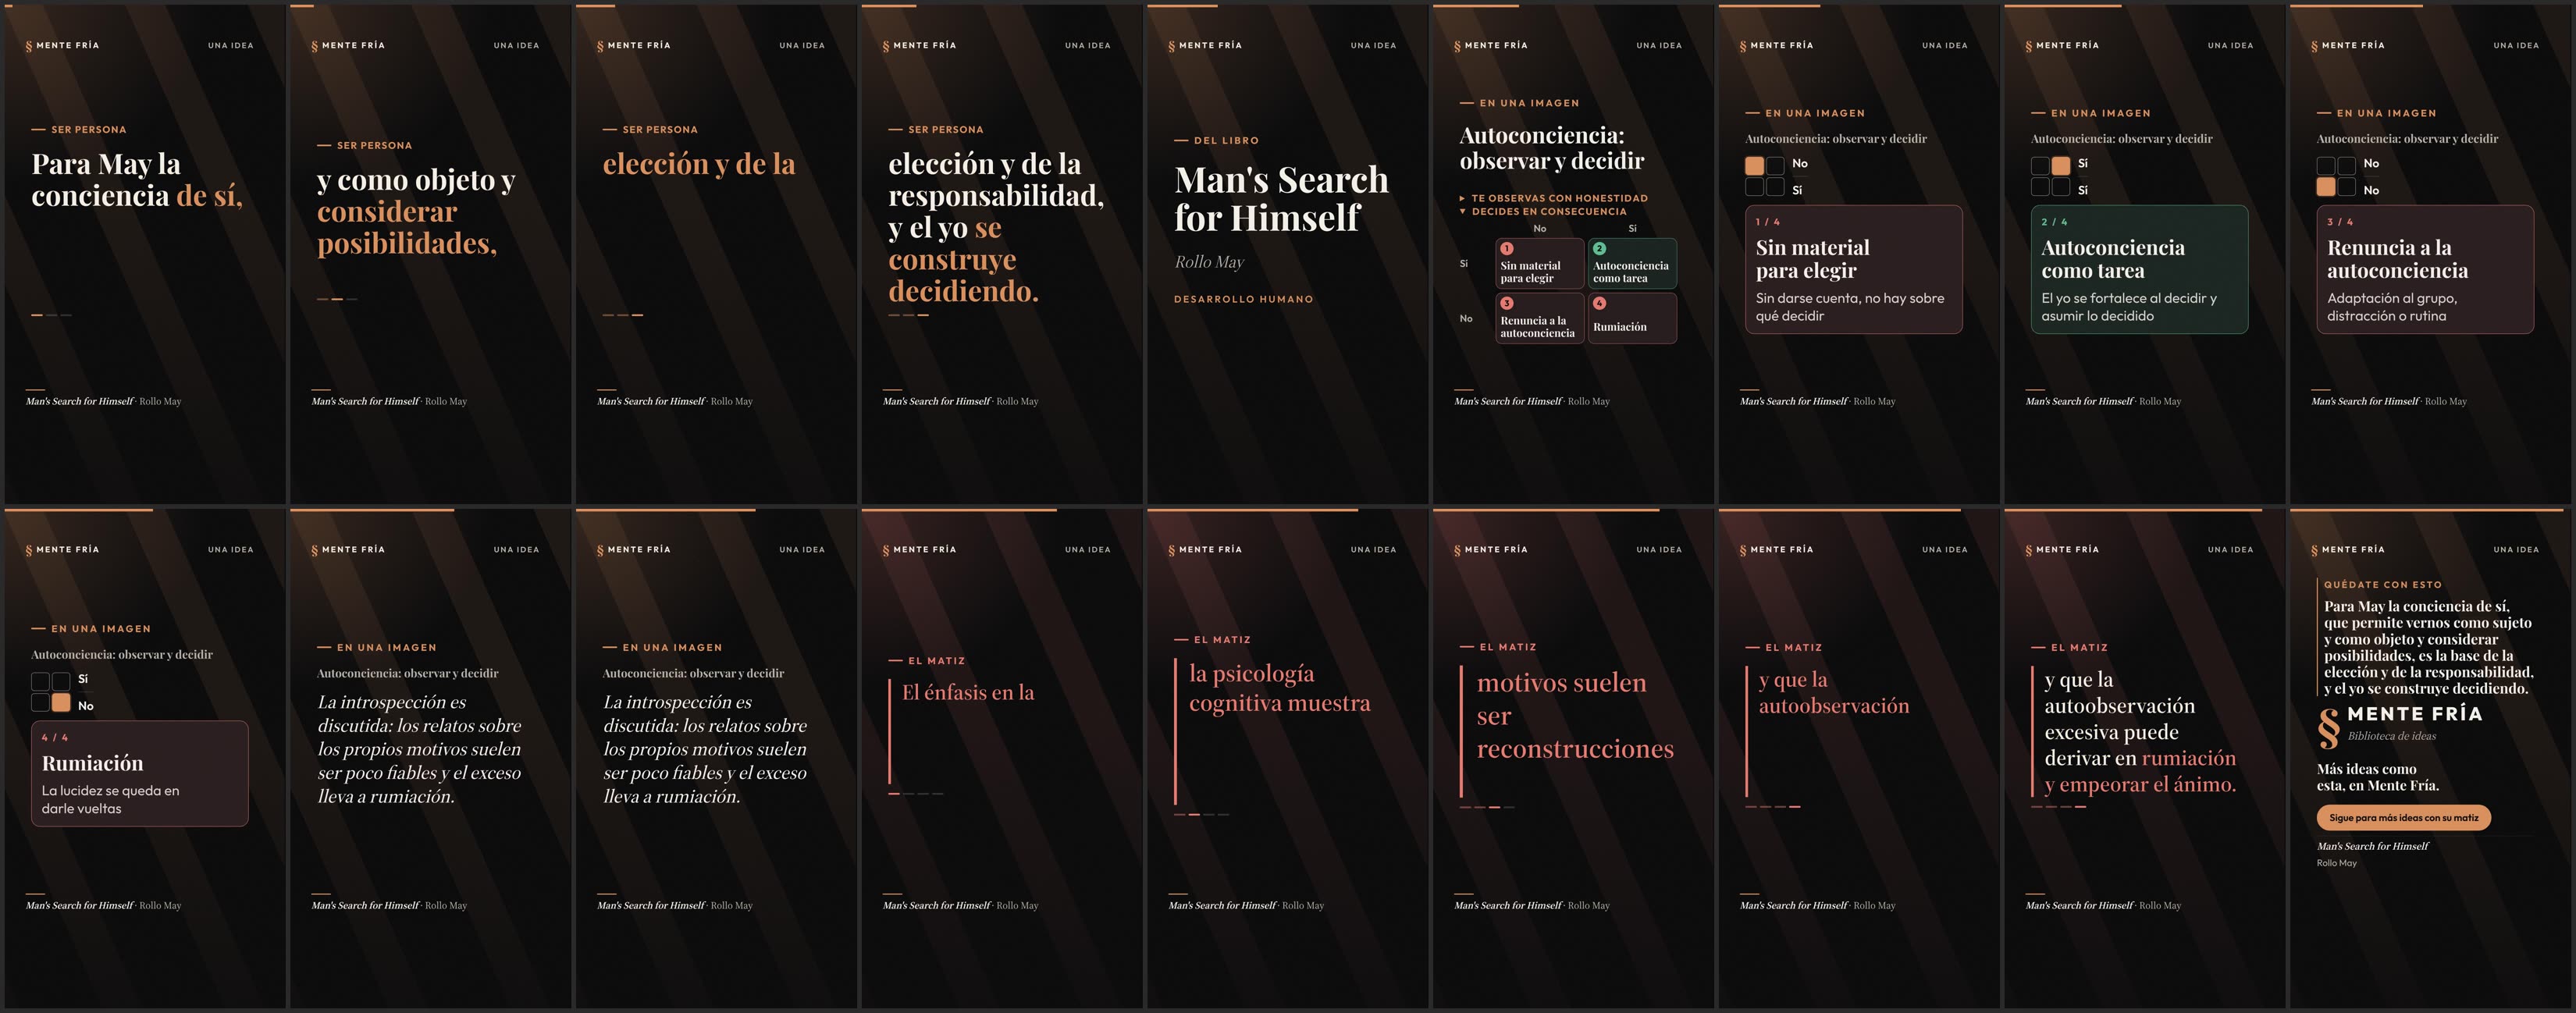 § MENTE FRÍA
UNA IDEA
SER PERSONA
Para May la
conciencia de sí,
Man's Search for Himself · Rollo May
§ MENTE FRÍA
UNA IDEA
SER PERSONA
y como objeto y
considerar
posibilidades,
Man's Search for Himself · Rollo May
§ MENTE FRÍA
UNA IDEA
SER PERSONA
elección y de la
Man's Search for Himself · Rollo May
§ MENTE FRÍA
UNA IDEA
SER PERSONA
elección y de la
responsabilidad,
y el yo se
construye
decidiendo.
Man's Search for Himself · Rollo May
§ MENTE FRÍA
UNA IDEA
DEL LIBRO
Man's Search
for Himself
Rollo May
DESARROLLO HUMANO
§ MENTE FRÍA
UNA IDEA
EN UNA IMAGEN
Autoconciencia:
observar y decidir
TE OBSERVAS CON HONESTIDAD
DECIDES EN CONSECUENCIA
No
Sí
Sí
1
Sin material
para elegir
2
Autoconciencia
como tarea
No
3
Renuncia a la
autoconciencia
4
Rumiación
Man's Search for Himself · Rollo May
§ MENTE FRÍA
UNA IDEA
EN UNA IMAGEN
Autoconciencia: observar y decidir
No
Sí
1 / 4
Sin material
para elegir
Sin darse cuenta, no hay sobre
qué decidir
Man's Search for Himself · Rollo May
§ MENTE FRÍA
UNA IDEA
EN UNA IMAGEN
Autoconciencia: observar y decidir
Sí
Sí
2 / 4
Autoconciencia
como tarea
El yo se fortalece al decidir y
asumir lo decidido
Man's Search for Himself · Rollo May
§ MENTE FRÍA
UNA IDEA
EN UNA IMAGEN
Autoconciencia: observar y decidir
No
No
3 / 4
Renuncia a la
autoconciencia
Adaptación al grupo,
distracción o rutina
Man's Search for Himself · Rollo May
§ MENTE FRÍA
UNA IDEA
EN UNA IMAGEN
Autoconciencia: observar y decidir
Sí
No
4 / 4
Rumiación
La lucidez se queda en
darle vueltas
Man's Search for Himself · Rollo May
§ MENTE FRÍA
UNA IDEA
EN UNA IMAGEN
Autoconciencia: observar y decidir
La introspección es
discutida: los relatos sobre
los propios motivos suelen
ser poco fiables y el exceso
lleva a rumiación.
Man's Search for Himself · Rollo May
§ MENTE FRÍA
UNA IDEA
EN UNA IMAGEN
Autoconciencia: observar y decidir
La introspección es
discutida: los relatos sobre
los propios motivos suelen
ser poco fiables y el exceso
lleva a rumiación.
Man's Search for Himself · Rollo May
§ MENTE FRÍA
UNA IDEA
EL MATIZ
El énfasis en la
Man's Search for Himself · Rollo May
§ MENTE FRÍA
UNA IDEA
EL MATIZ
la psicología
cognitiva muestra
Man's Search for Himself · Rollo May
§ MENTE FRÍA
UNA IDEA
EL MATIZ
motivos suelen
ser
reconstrucciones
Man's Search for Himself · Rollo May
§ MENTE FRÍA
UNA IDEA
EL MATIZ
y que la
autoobservación
Man's Search for Himself · Rollo May
§ MENTE FRÍA
UNA IDEA
EL MATIZ
y que la
autoobservación
excesiva puede
derivar en rumiación
y empeorar el ánimo.
Man's Search for Himself · Rollo May
§ MENTE FRÍA
UNA IDEA
QUÉDATE CON ESTO
Para May la conciencia de sí,
que permite vernos como sujeto
y como objeto y considerar
posibilidades, es la base de la
elección y de la responsabilidad,
y el yo se construye decidiendo.
§ MENTE FRÍA
Biblioteca de ideas
Más ideas como
esta, en Mente Fría.
Sigue para más ideas con su matiz
Man's Search for Himself
Rollo May